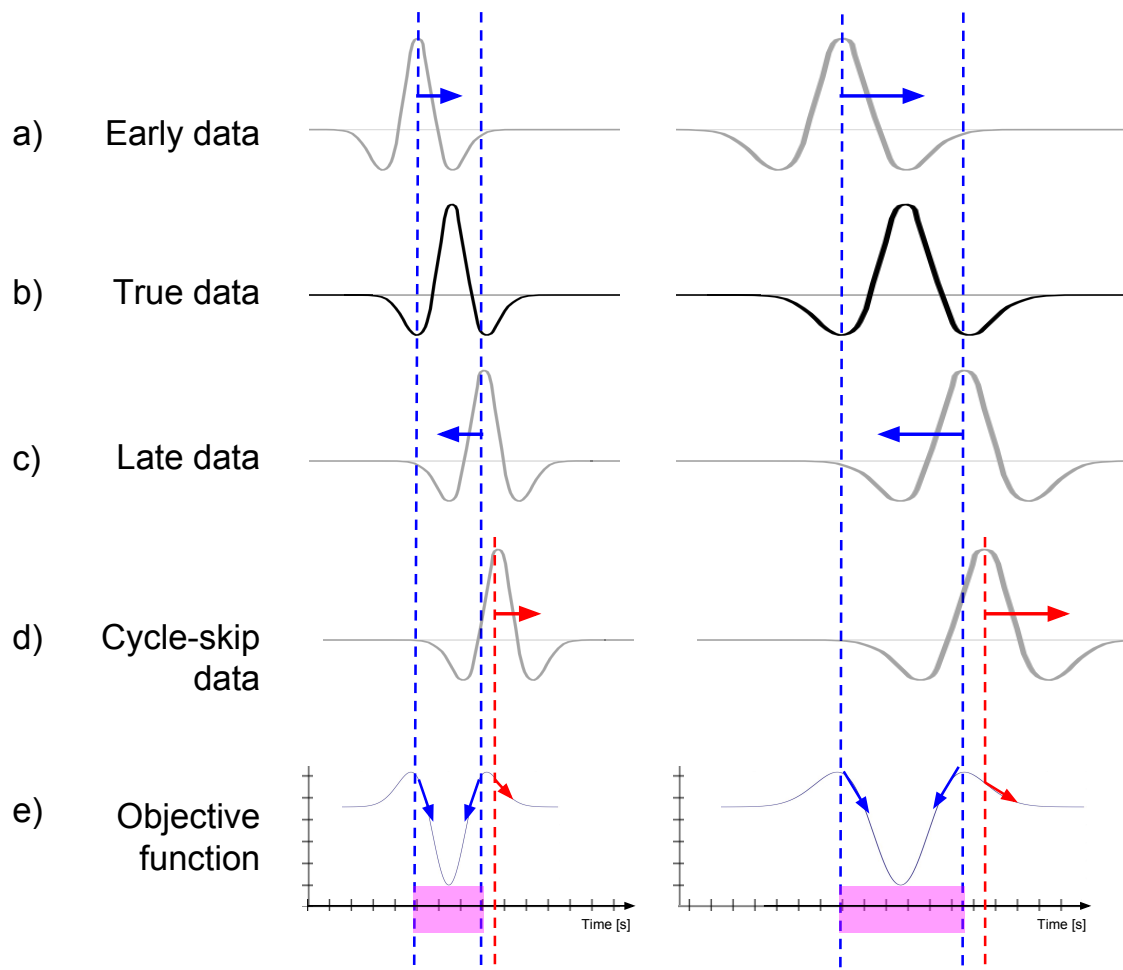 a) Early data
b) True data
c) Late data
d) Cycle-skip
data
e) Objective
function
Time [s]
Time [s]